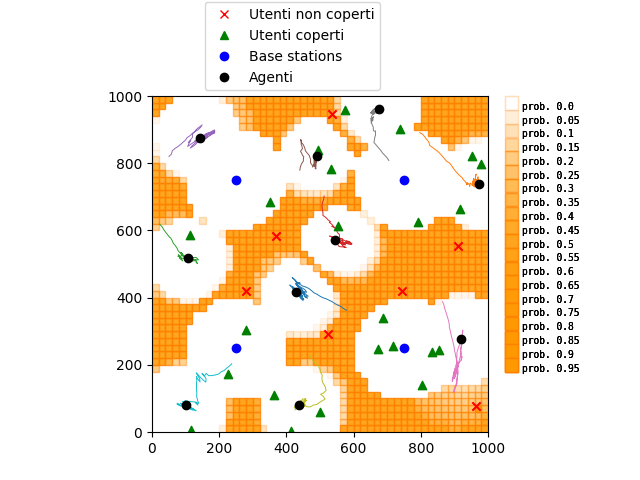 Utenti non coperti
Utenti coperti
Base stations
Agenti
1000
800
600
400
200
0
0
200
400
600
800
1000
prob. 0.0
prob. 0.05
prob. 0.1
prob. 0.15
prob. 0.2
prob. 0.25
prob. 0.3
prob. 0.35
prob. 0.4
prob. 0.45
prob. 0.5
prob. 0.55
prob. 0.6
prob. 0.65
prob. 0.7
prob. 0.75
prob. 0.8
prob. 0.85
prob. 0.9
prob. 0.95